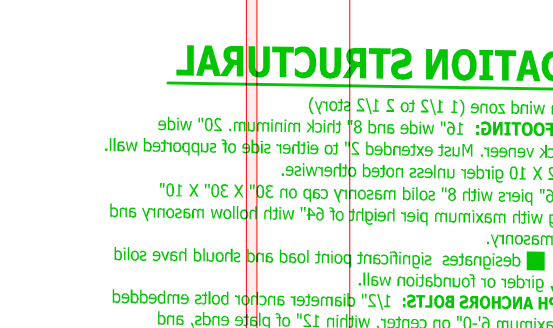 DATION STRUCTURAL
n wind zone (1 1/2 to 2 1/2 story)
FOOTING: 16" wide and 8" thick minimum. 20" wide
ck veneer. Must extended 2" to either side of supported wall.
2 X 10 girder unless noted otherwise.
6" piers with 8" solid masonry cap on 30" X 30" X 10"
g with maximum pier height of 64" with hollow masonry and
masonry.
designates significant point load and should have solid
, girder or foundation wall.
PH ANCHORS BOLTS: 1/2" diameter anchor bolts embedded
aximum 6'-0" on center, within 12" of plate ends, and